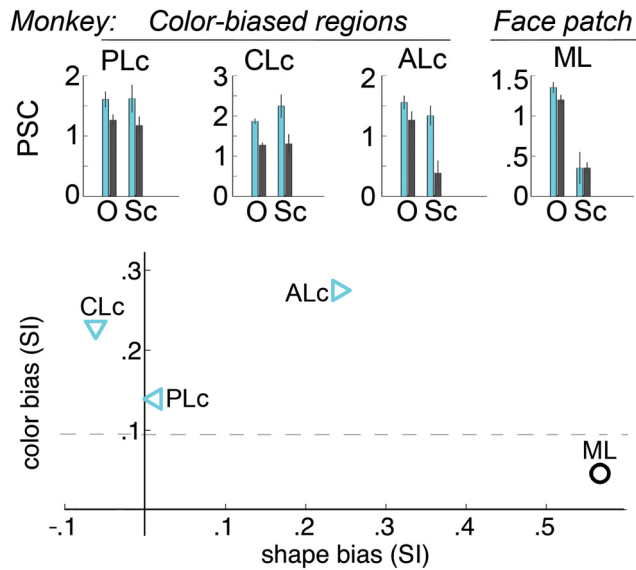 Monkey: Color-biased regions Face patch
PLc CLc ALc ML
PSC
2 1 0
3 2 1 0
2 1 0
1. .5 0
O Sc O Sc O Sc O Sc
color bias (SI)
.3
.2
.1
CLc
ALc
PLc
ML
-.1 0 .1 .2 .3 .4 .5
shape bias (SI)